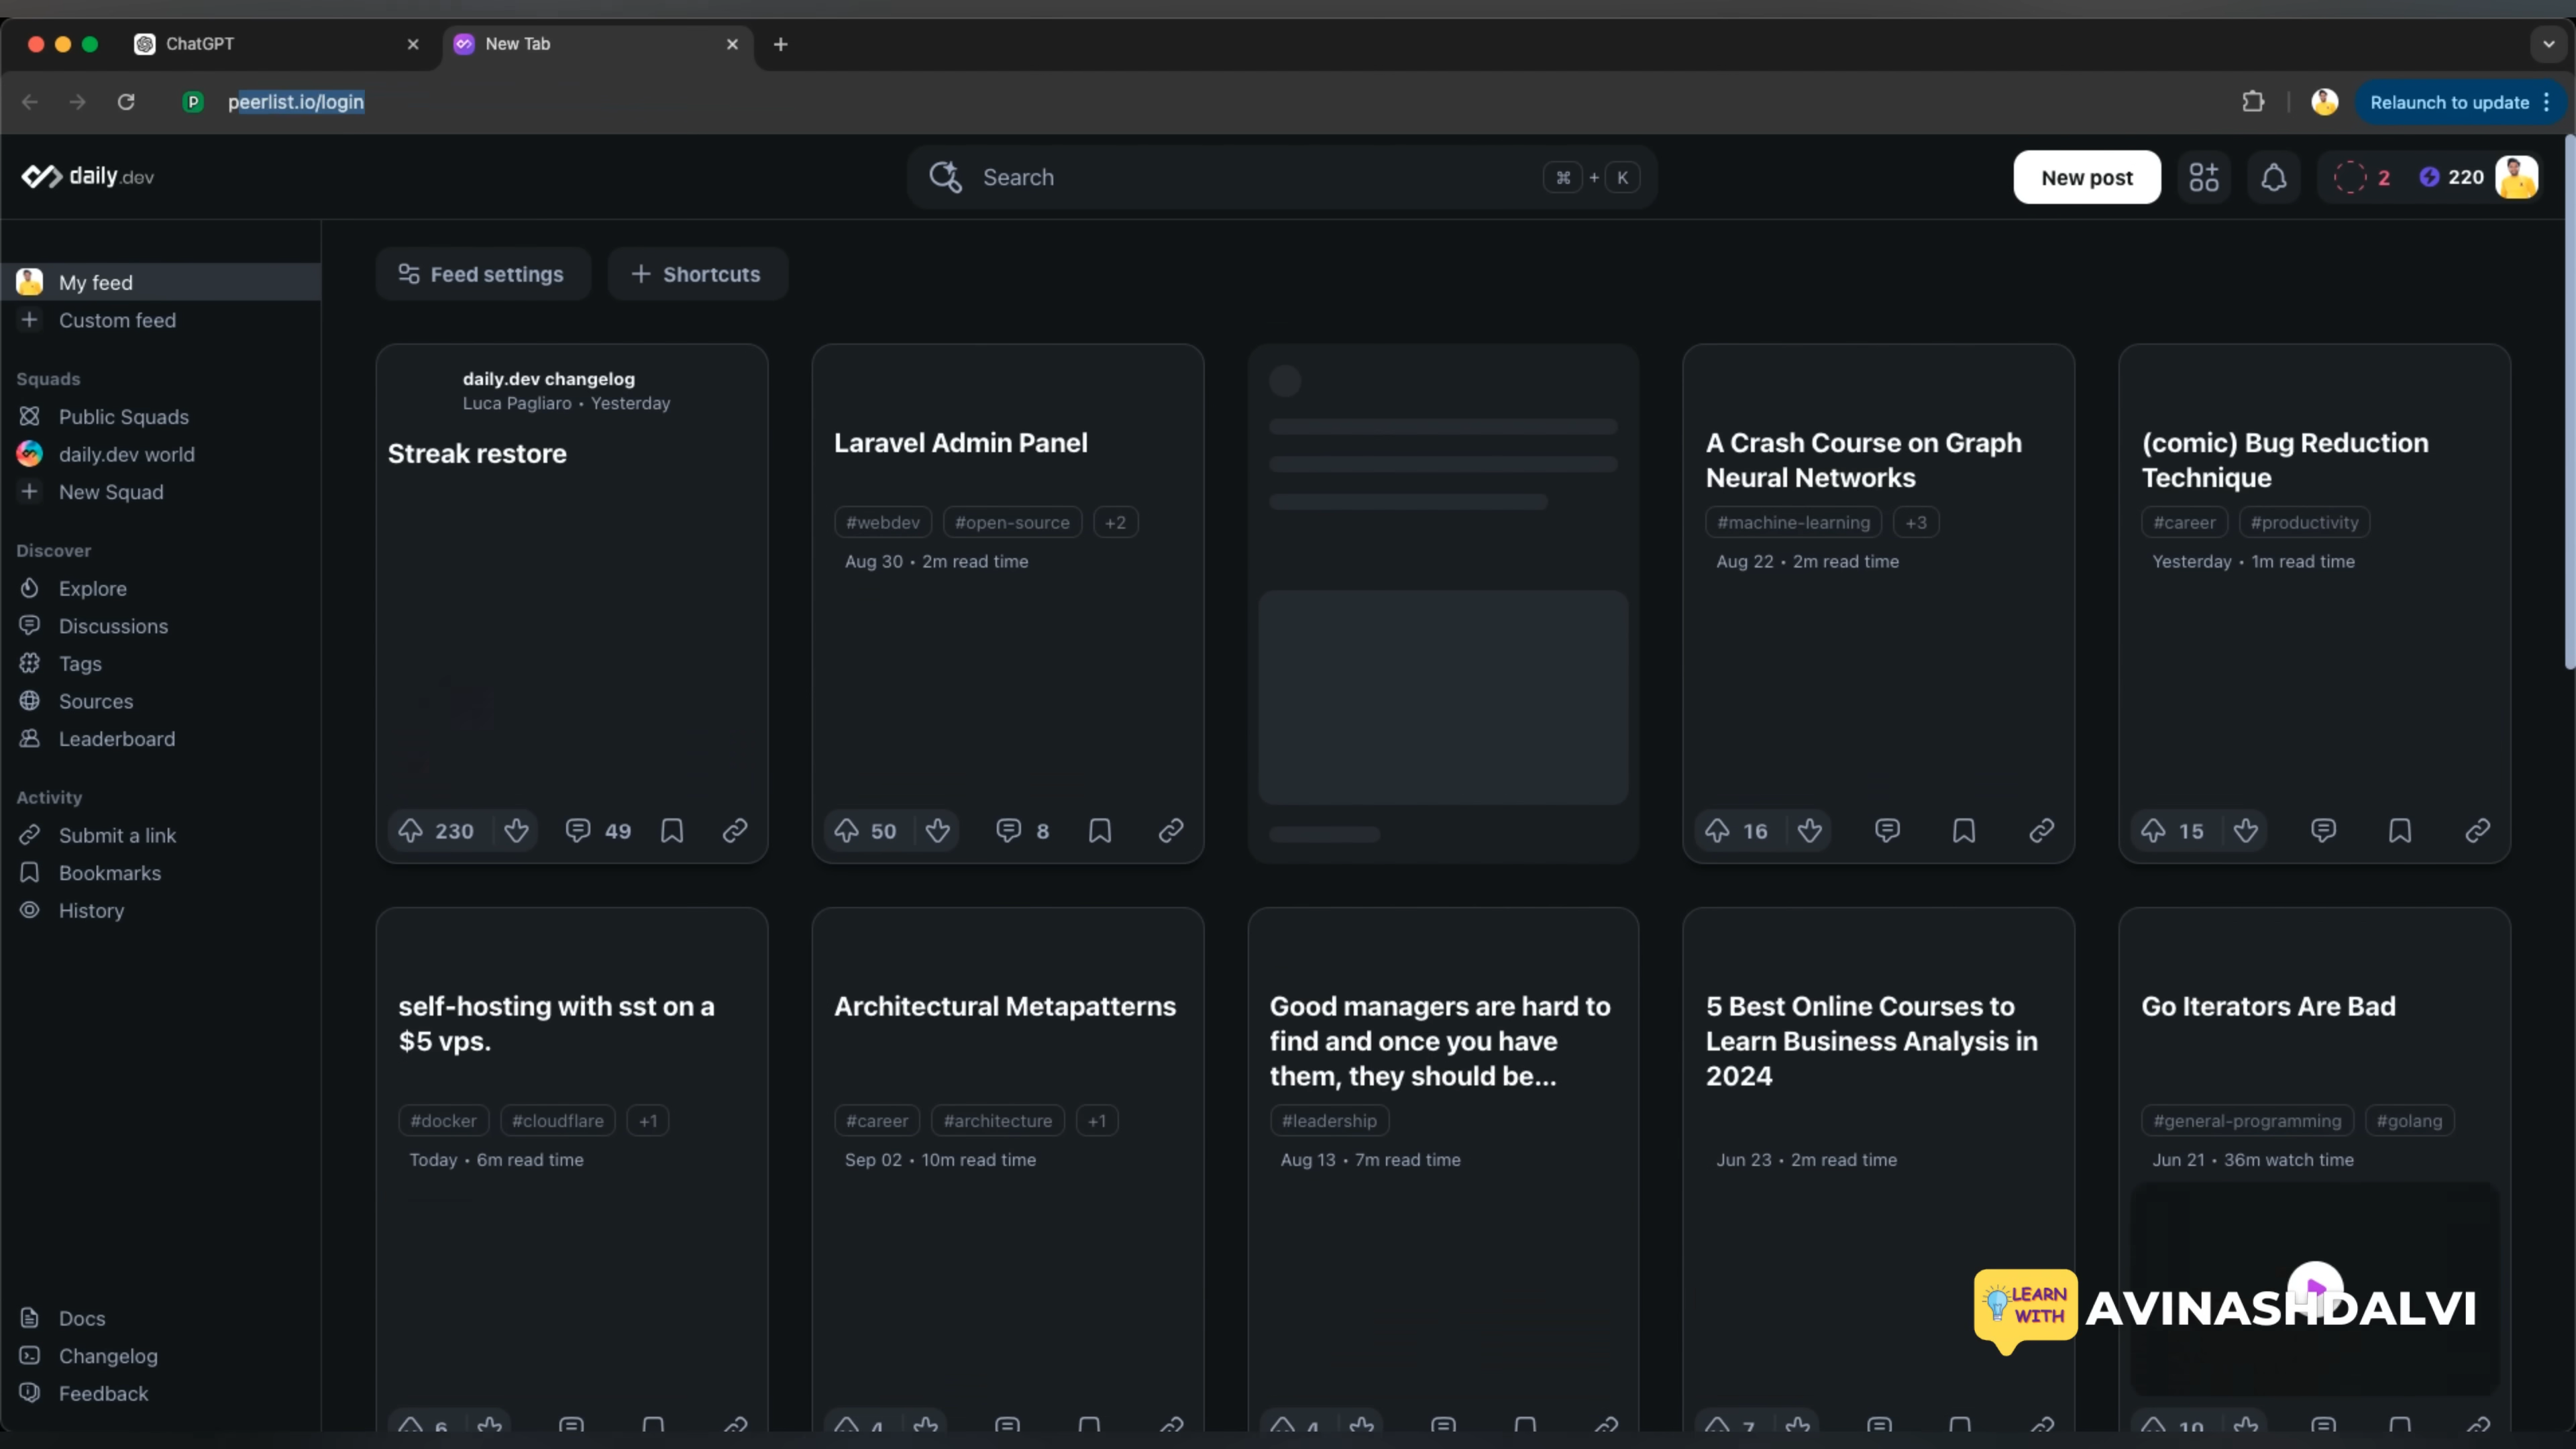 ChatGPT
New Tab
peerlist.io/login
Relaunch to update
daily.dev
Search
⌘ + K
New post
2
220
My feed
Custom feed
Squads
Public Squads
daily.dev world
New Squad
Discover
Explore
Discussions
Tags
Sources
Leaderboard
Activity
Submit a link
Bookmarks
History
Docs
Changelog
Feedback
Feed settings
+ Shortcuts
daily.dev changelog
Luca Pagliaro • Yesterday
Streak restore
230
49
Laravel Admin Panel
#webdev #open-source +2
Aug 30 • 2m read time
50
8
A Crash Course on Graph
Neural Networks
#machine-learning +3
Aug 22 • 2m read time
16
(comic) Bug Reduction
Technique
#career #productivity
Yesterday • 1m read time
15
self-hosting with sst on a
$5 vps.
#docker #cloudflare +1
Today • 6m read time
6
Architectural Metapatterns
#career #architecture +1
Sep 02 • 10m read time
4
Good managers are hard to
find and once you have
them, they should be...
#leadership
Aug 13 • 7m read time
4
5 Best Online Courses to
Learn Business Analysis in
2024
Jun 23 • 2m read time
7
Go Iterators Are Bad
#general-programming #golang
Jun 21 • 36m watch time
10
LEARN
WITH
AVINASHDALVI